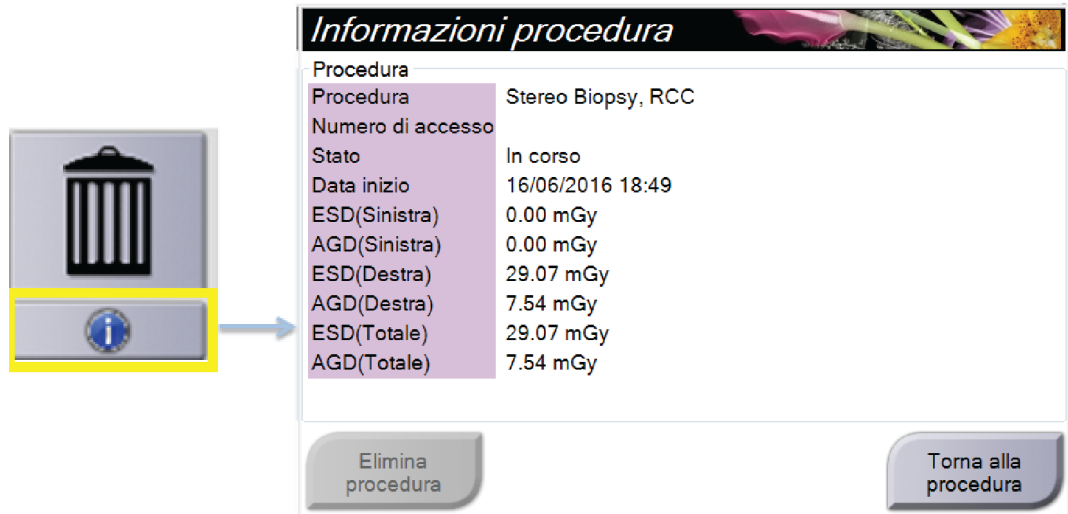 Informazioni procedura
Procedura
Procedura Stereo Biopsy, RCC
Numero di accesso
Stato In corso
Data inizio 16/06/2016 18:49
ESD(Sinistra) 0.00 mGy
AGD(Sinistra) 0.00 mGy
ESD(Destra) 29.07 mGy
AGD(Destra) 7.54 mGy
ESD(Totale) 29.07 mGy
AGD(Totale) 7.54 mGy
Elimina
procedura
Torna alla
procedura